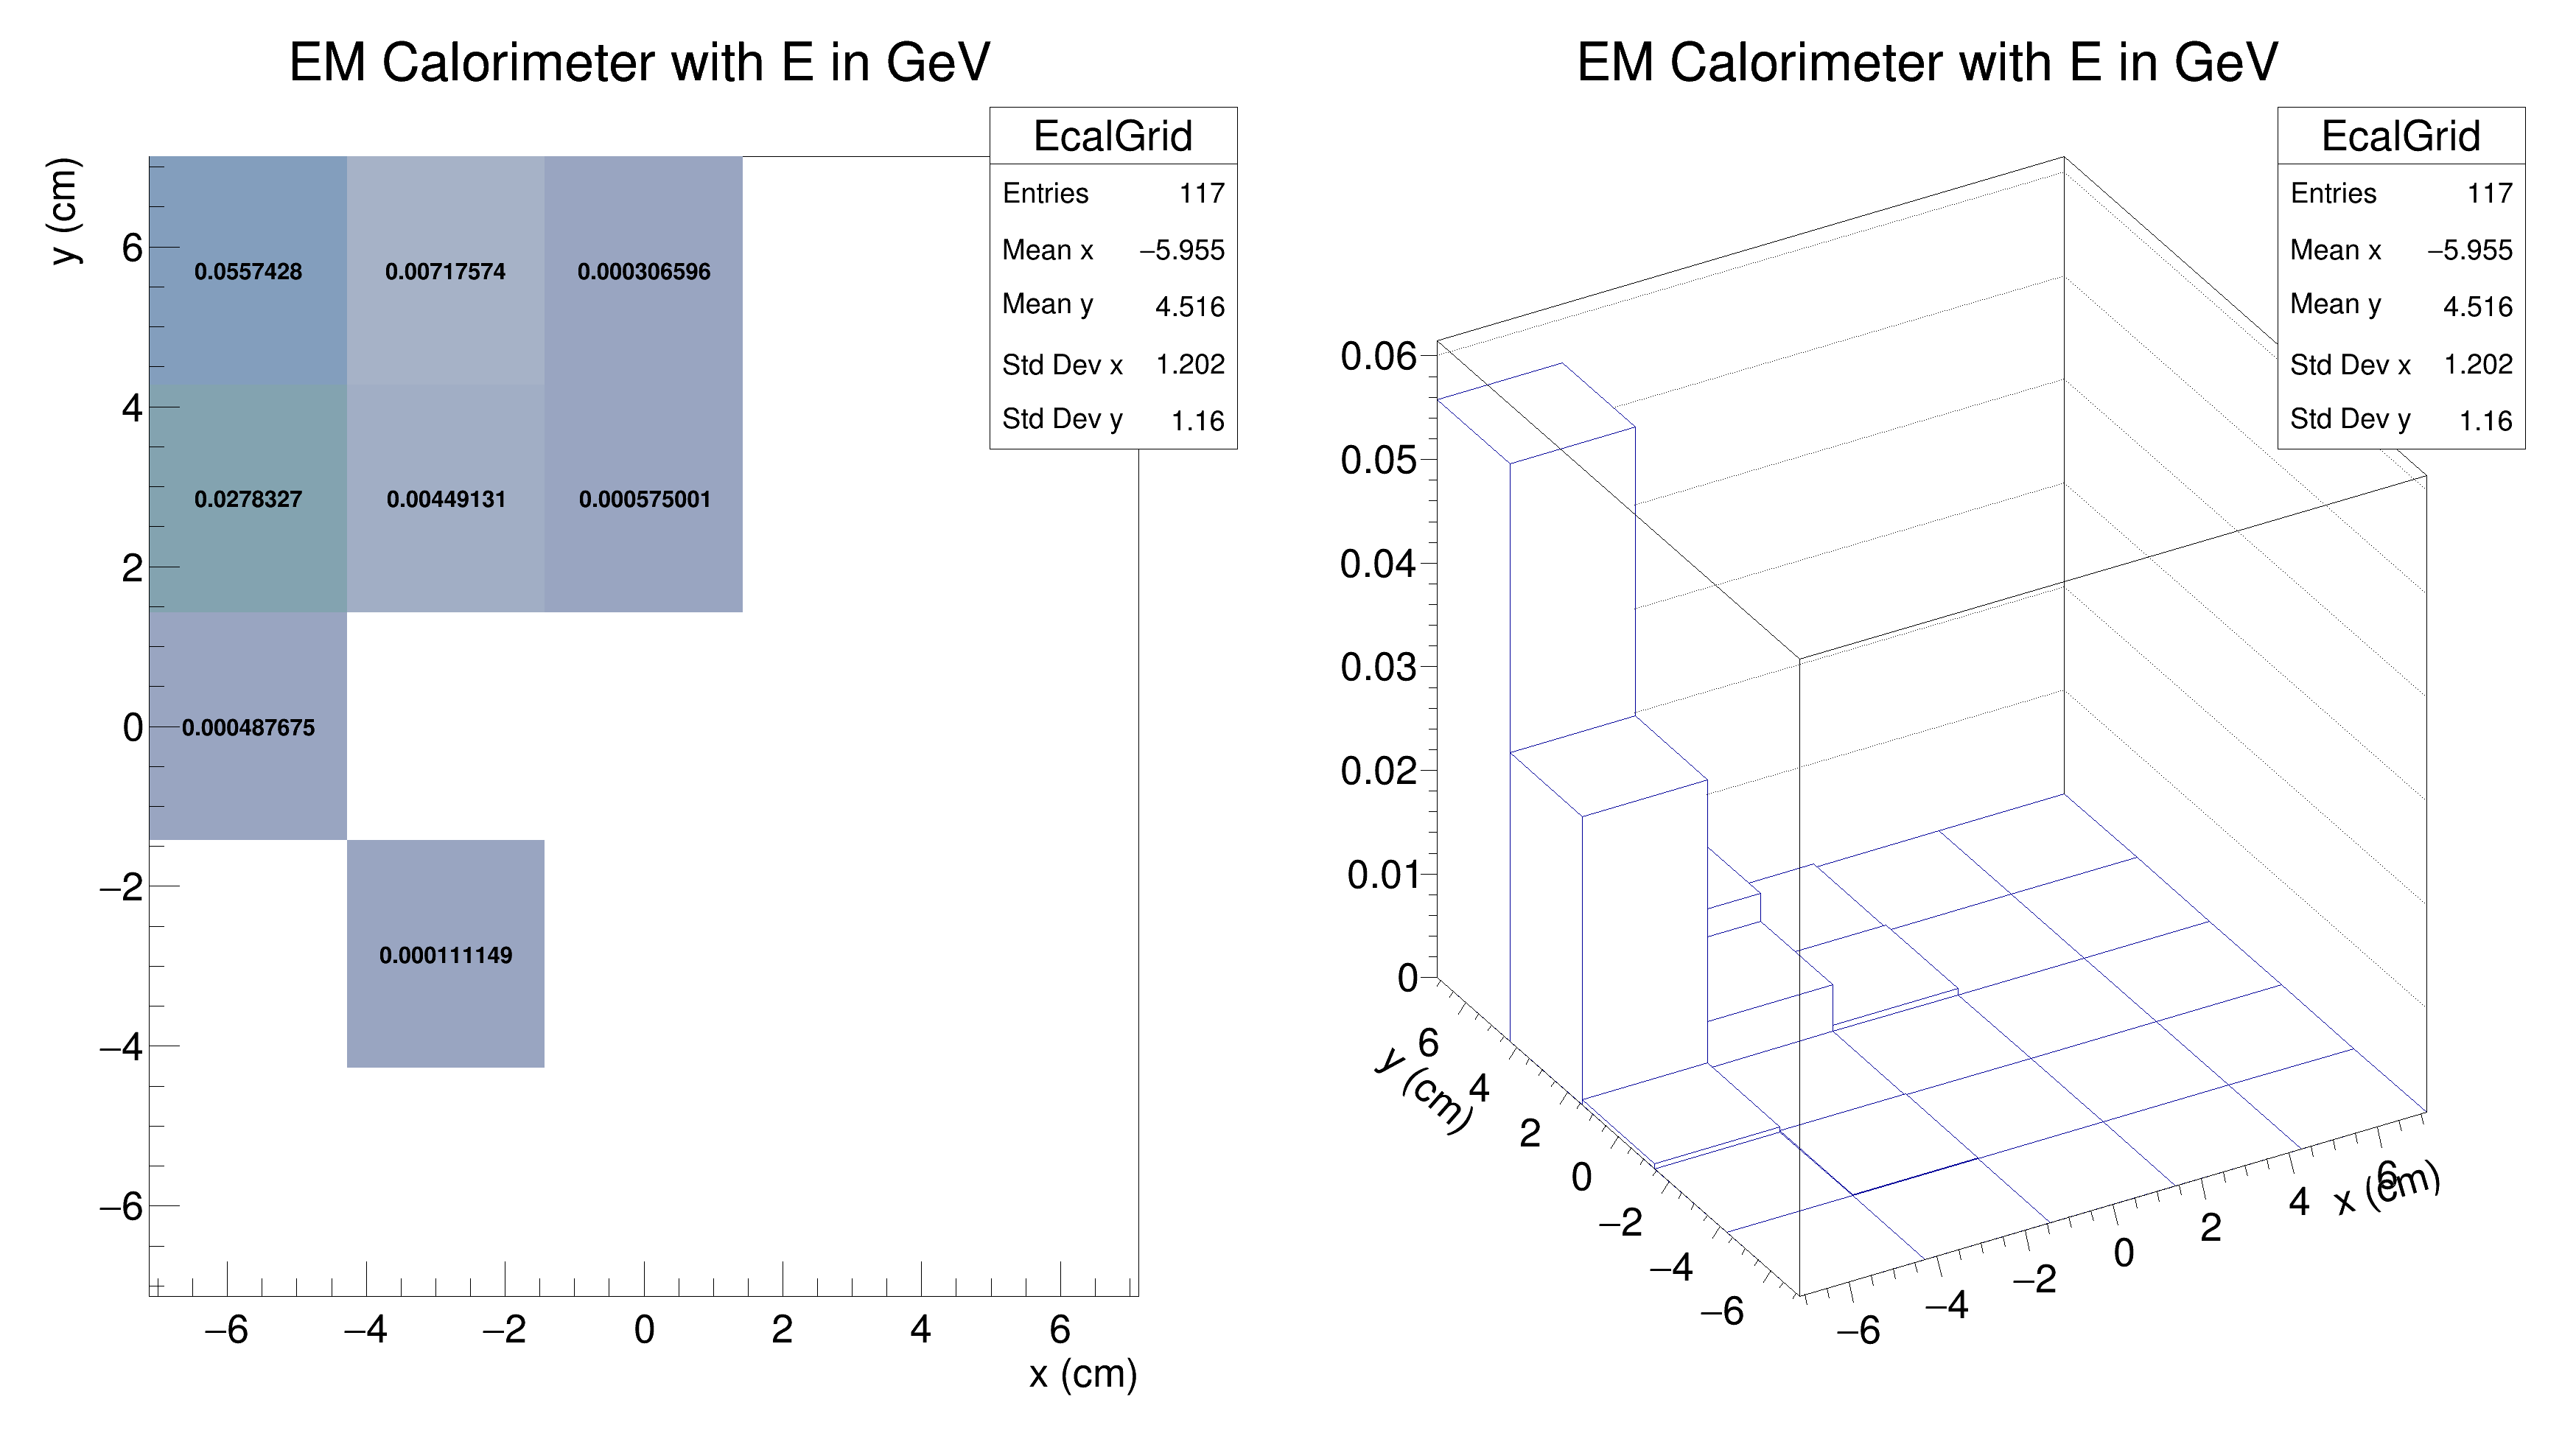 EM Calorimeter with E in GeV
EcalGrid
Entries 117
Mean x −5.955
Mean y 4.516
Std Dev x 1.202
Std Dev y 1.16
y (cm)
6
4
2
0
−2
−4
−6
0.0557428 0.00717574 0.000306596
0.0278327 0.00449131 0.000575001
0.000487675
0.000111149
−6 −4 −2 0 2 4 6
x (cm)
EM Calorimeter with E in GeV
EcalGrid
Entries 117
Mean x −5.955
Mean y 4.516
Std Dev x 1.202
Std Dev y 1.16
0.06
0.05
0.04
0.03
0.02
0.01
0
6
4
2
0
−2
−4
−6
y (cm)
−6 −4 −2 0 2 4 6
x (cm)